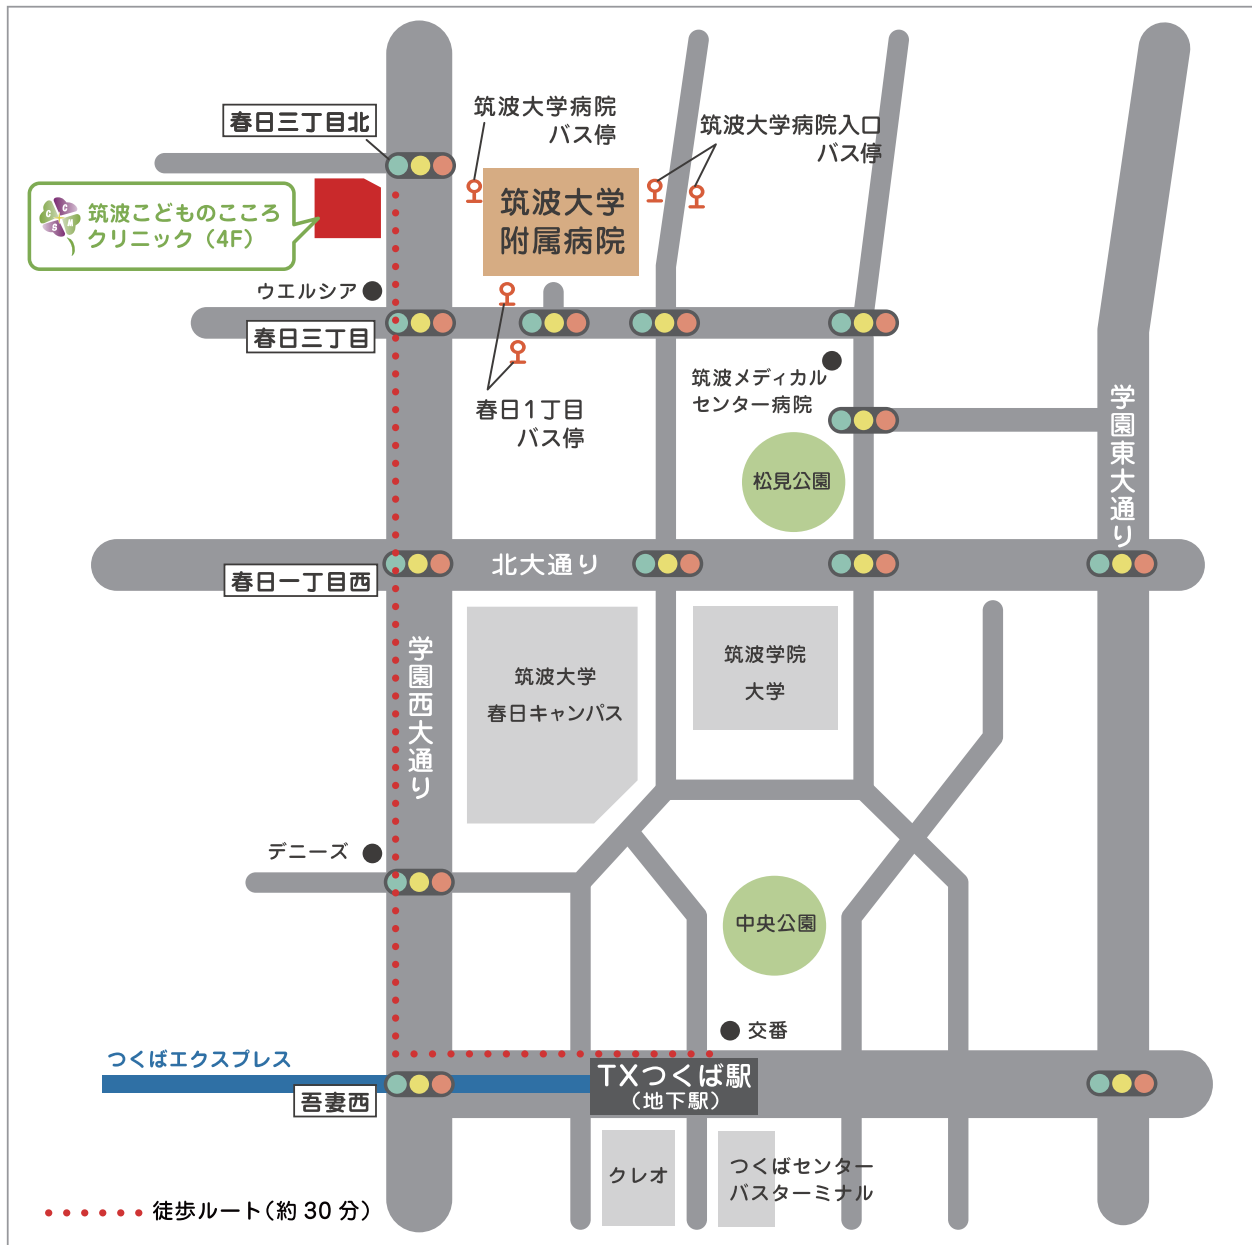 筑波大学病院
バス停
春日三丁目北
筑波大学病院入口
バス停
筑波こどものこころ
クリニック（4F）
C
C
S
M
筑波大学
附属病院
ウエルシア
春日三丁目
筑波メディカル
センター病院
春日1丁目
バス停
学園東大通り
松見公園
北大通り
春日一丁目西
学園西大通り
筑波大学
春日キャンパス
筑波学院
大学
デニーズ
中央公園
交番
つくばエクスプレス
TXつくば駅
（地下駅）
吾妻西
クレオ
つくばセンター
バスターミナル
徒歩ルート（約30分）